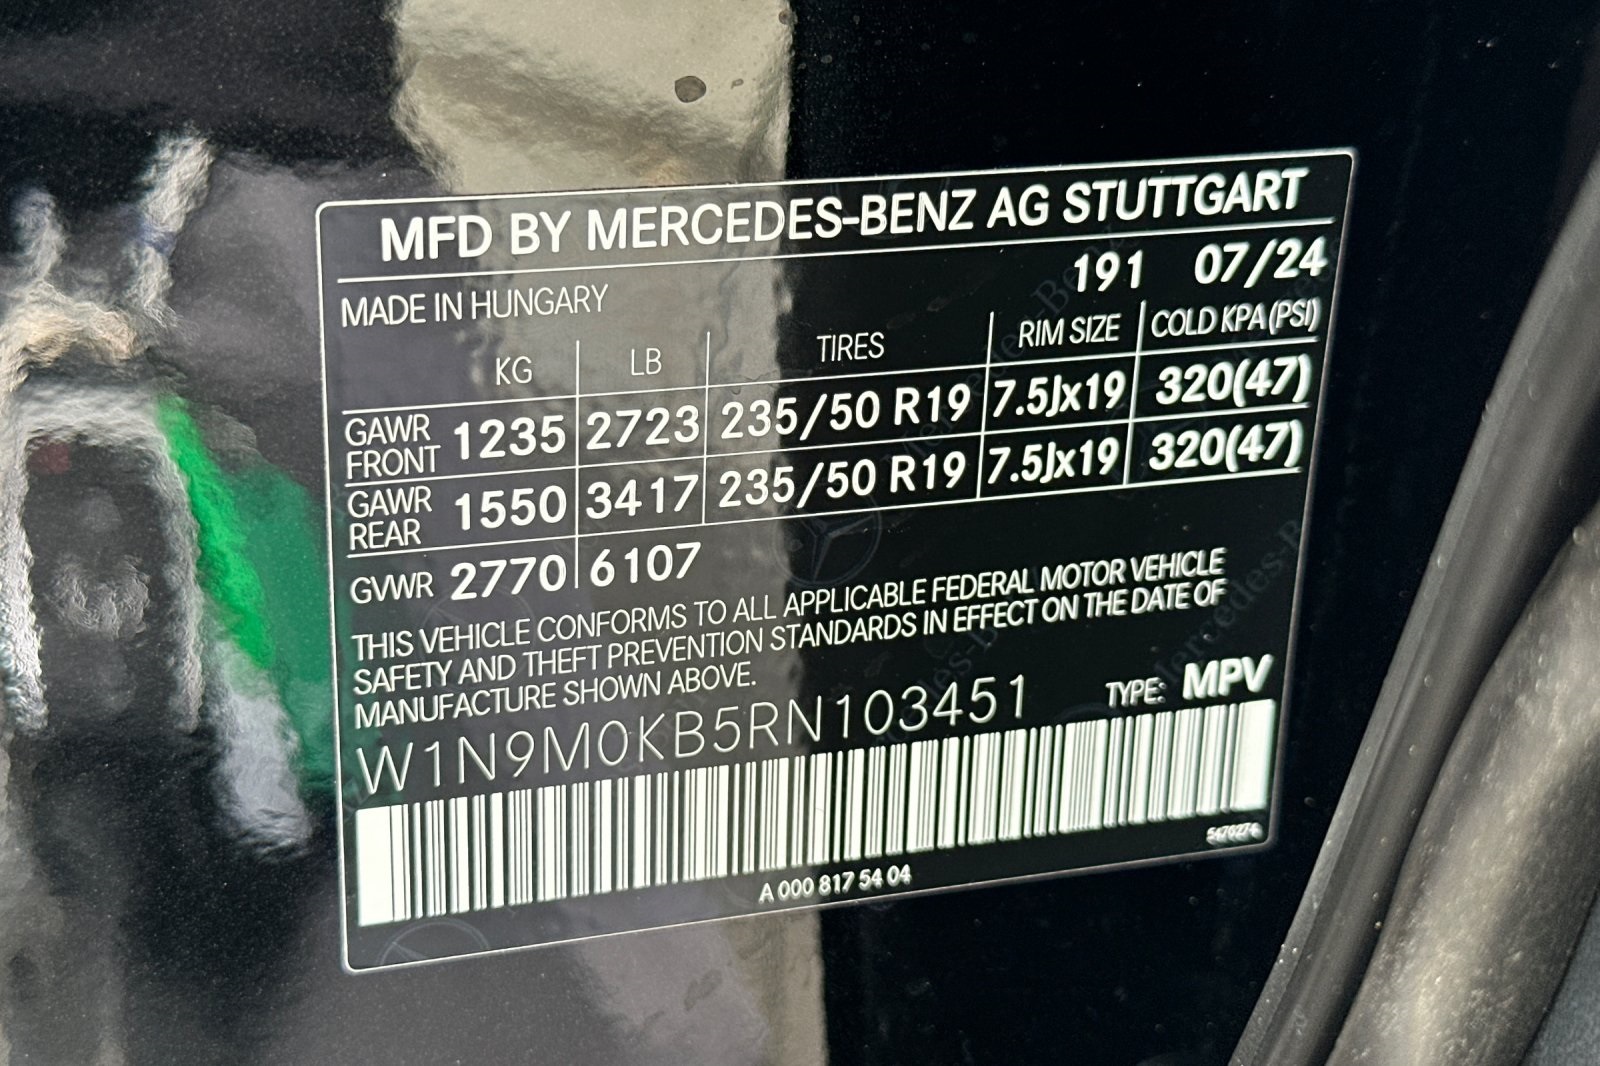 MFD BY MERCEDES-BENZ AG STUTTGART
191 07/24
MADE IN HUNGARY
KG LB TIRES RIM SIZE COLD KPA(PSI)
GAWR FRONT 1235 2723 235/50 R19 7.5Jx19 320(47)
GAWR REAR 1550 3417 235/50 R19 7.5Jx19 320(47)
GVWR 2770 6107
THIS VEHICLE CONFORMS TO ALL APPLICABLE FEDERAL MOTOR VEHICLE
SAFETY AND THEFT PREVENTION STANDARDS IN EFFECT ON THE DATE OF
MANUFACTURE SHOWN ABOVE.
W1N9M0KB5RN103451 TYPE: MPV
A 000 817 54 04